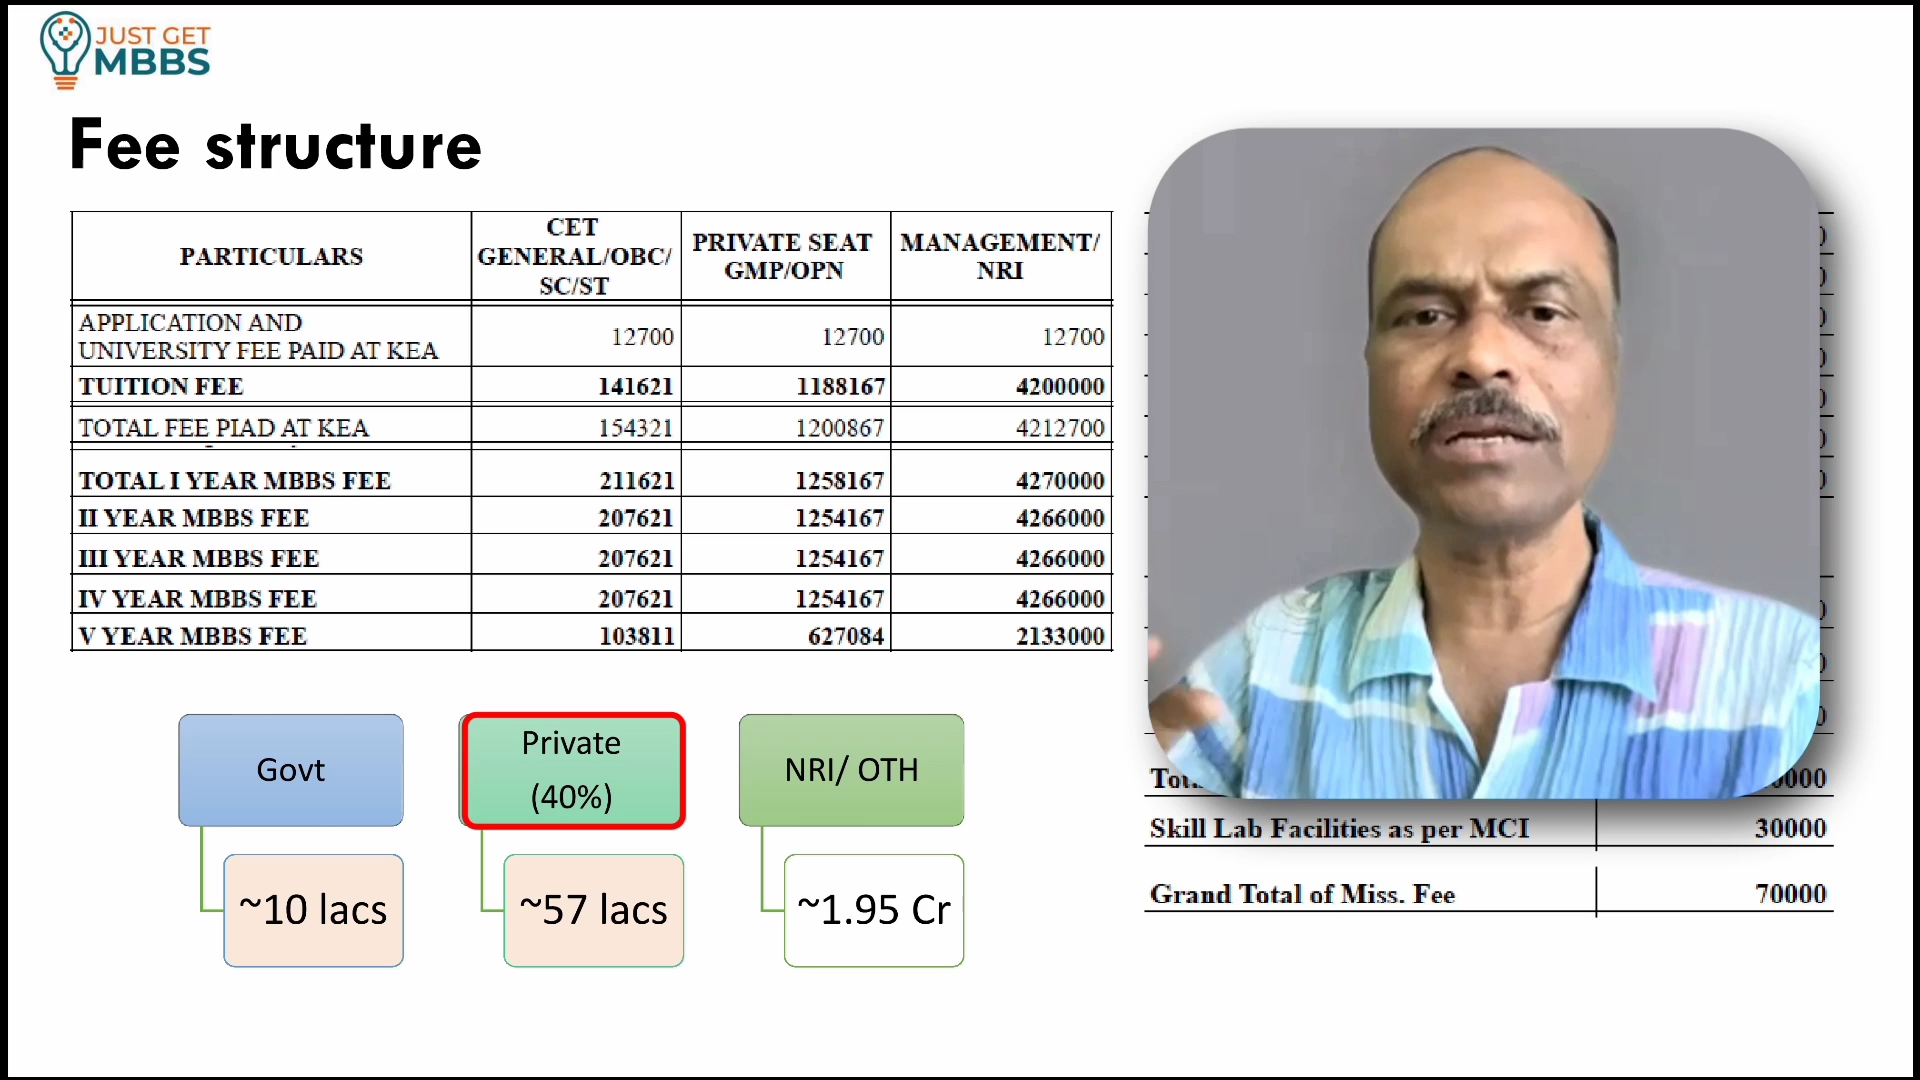 JUST GET
MBBS
Fee structure
PARTICULARS
CET
GENERAL/OBC/
SC/ST
PRIVATE SEAT
GMP/OPN
MANAGEMENT/
NRI
APPLICATION AND
UNIVERSITY FEE PAID AT KEA
12700
12700
12700
TUITION FEE
141621
1188167
4200000
TOTAL FEE PIAD AT KEA
154321
1200867
4212700
TOTAL I YEAR MBBS FEE
211621
1258167
4270000
II YEAR MBBS FEE
207621
1254167
4266000
III YEAR MBBS FEE
207621
1254167
4266000
IV YEAR MBBS FEE
207621
1254167
4266000
V YEAR MBBS FEE
103811
627084
2133000
Govt
Private
(40%)
NRI/ OTH
~10 lacs
~57 lacs
~1.95 Cr
Skill Lab Facilities as per MCI
30000
Grand Total of Miss. Fee
70000